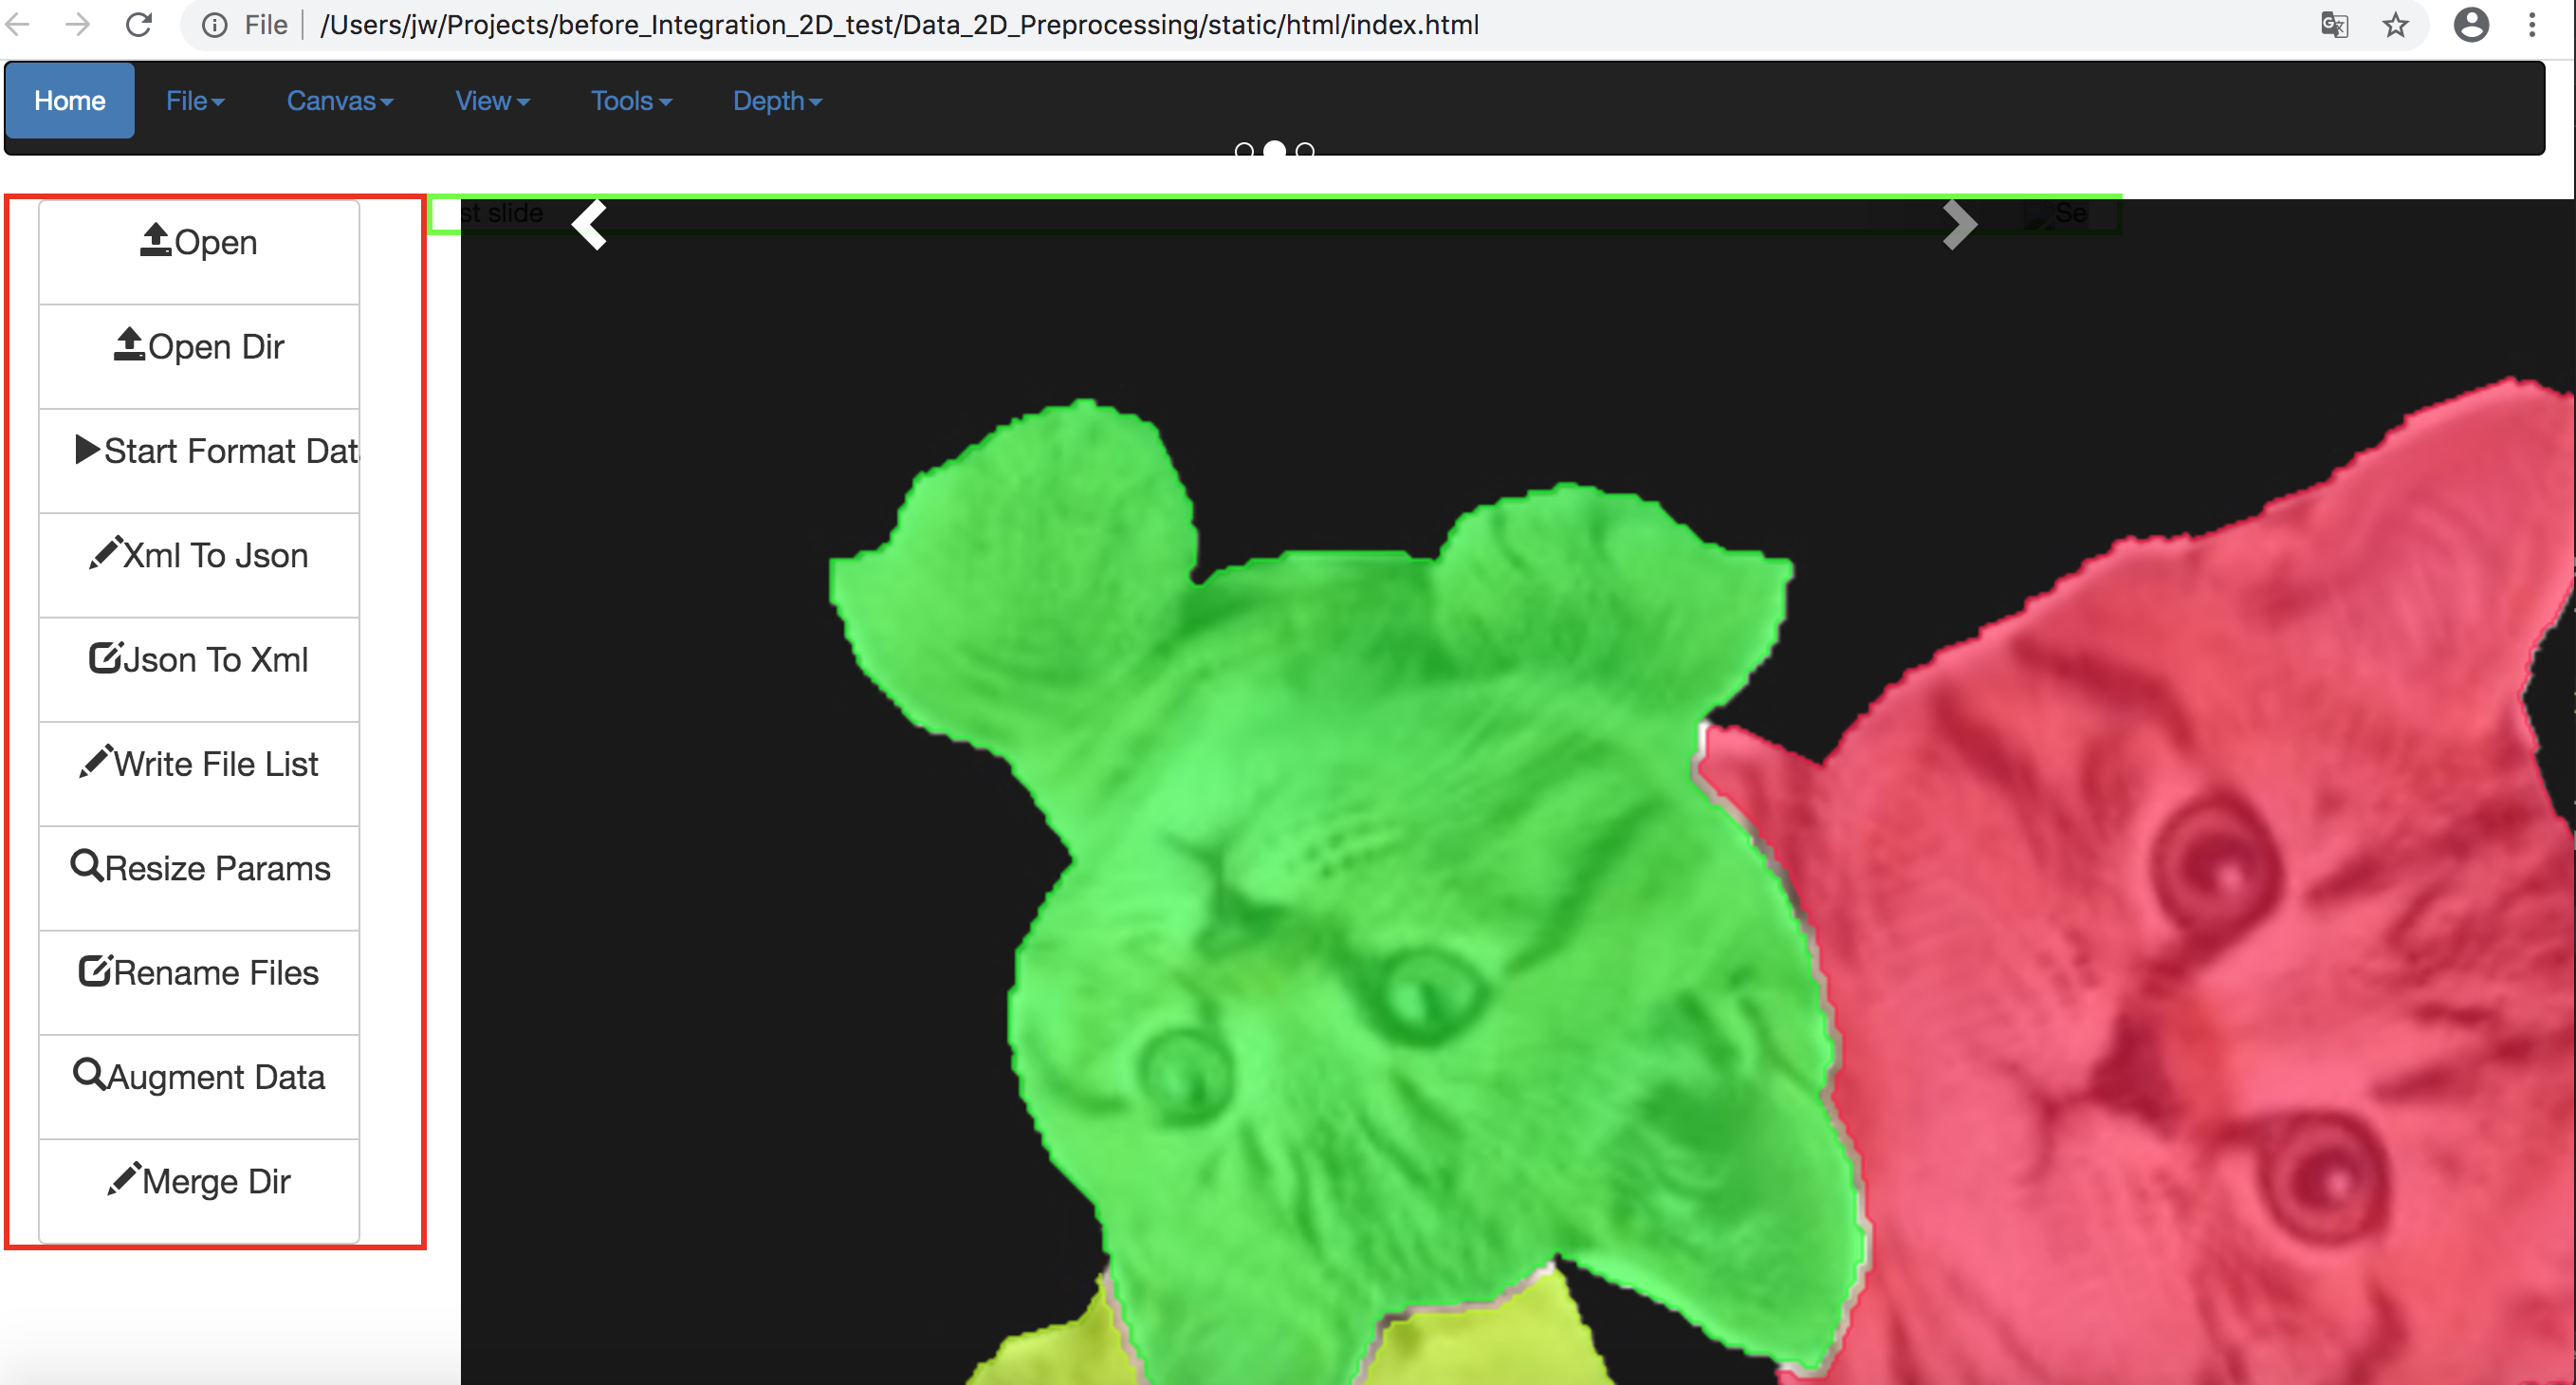 File /Users/jw/Projects/before_Integration_2D_test/Data_2D_Preprocessing/static/html/index.html
Home File Canvas View Tools Depth
st slide Se
Open
Open Dir
Start Format Dat
Xml To Json
Json To Xml
Write File List
Resize Params
Rename Files
Augment Data
Merge Dir